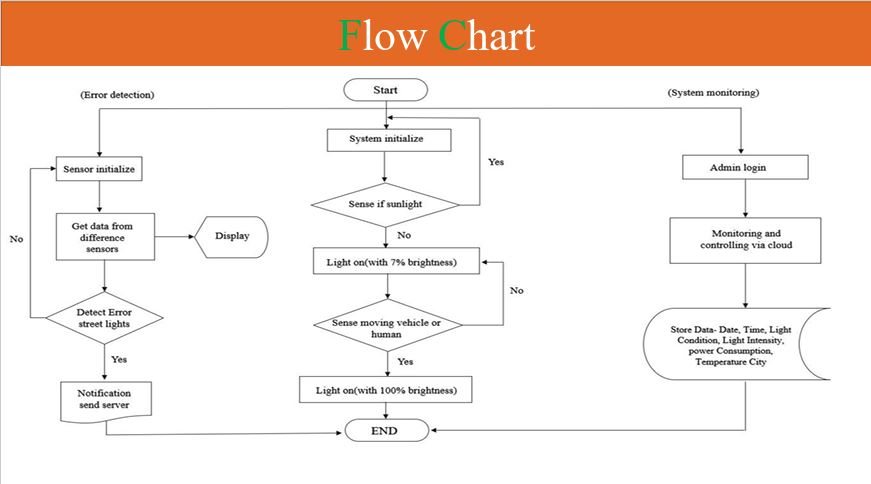 Flow Chart
(Error detection)
Start
(System monitoring)
System initialize
Yes
Sensor initialize
Admin login
Sense if sunlight
No
Get data from
difference
sensors
Display
No
Monitoring and
controlling via cloud
Light on(with 7% brightness)
No
Detect Error
street lights
Sense moving vehicle or
human
Store Data- Date, Time, Light
Condition, Light Intensity,
power Consumption,
Temperature City
Yes
Yes
Notification
send server
Light on(with 100% brightness)
END